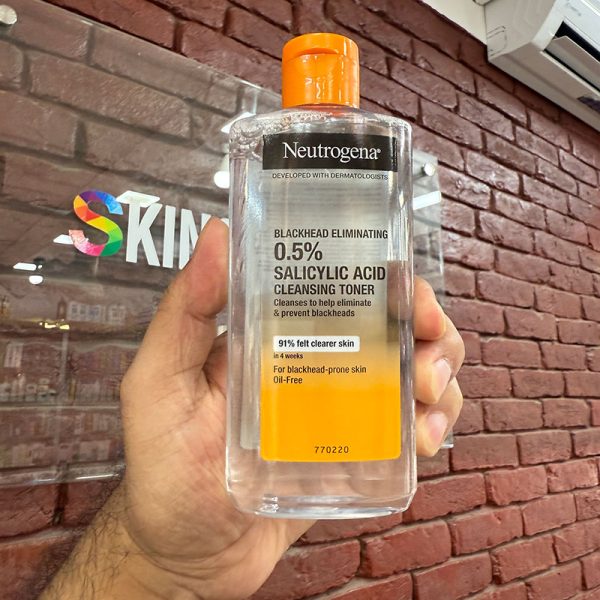 Neutrogena®
DEVELOPED WITH DERMATOLOGISTS
BLACKHEAD ELIMINATING
0.5%
SALICYLIC ACID
CLEANSING TONER
Cleanses to help eliminate
& prevent blackheads
91% felt clearer skin
in 4 weeks
For blackhead-prone skin
Oil-Free
770220
SKIN